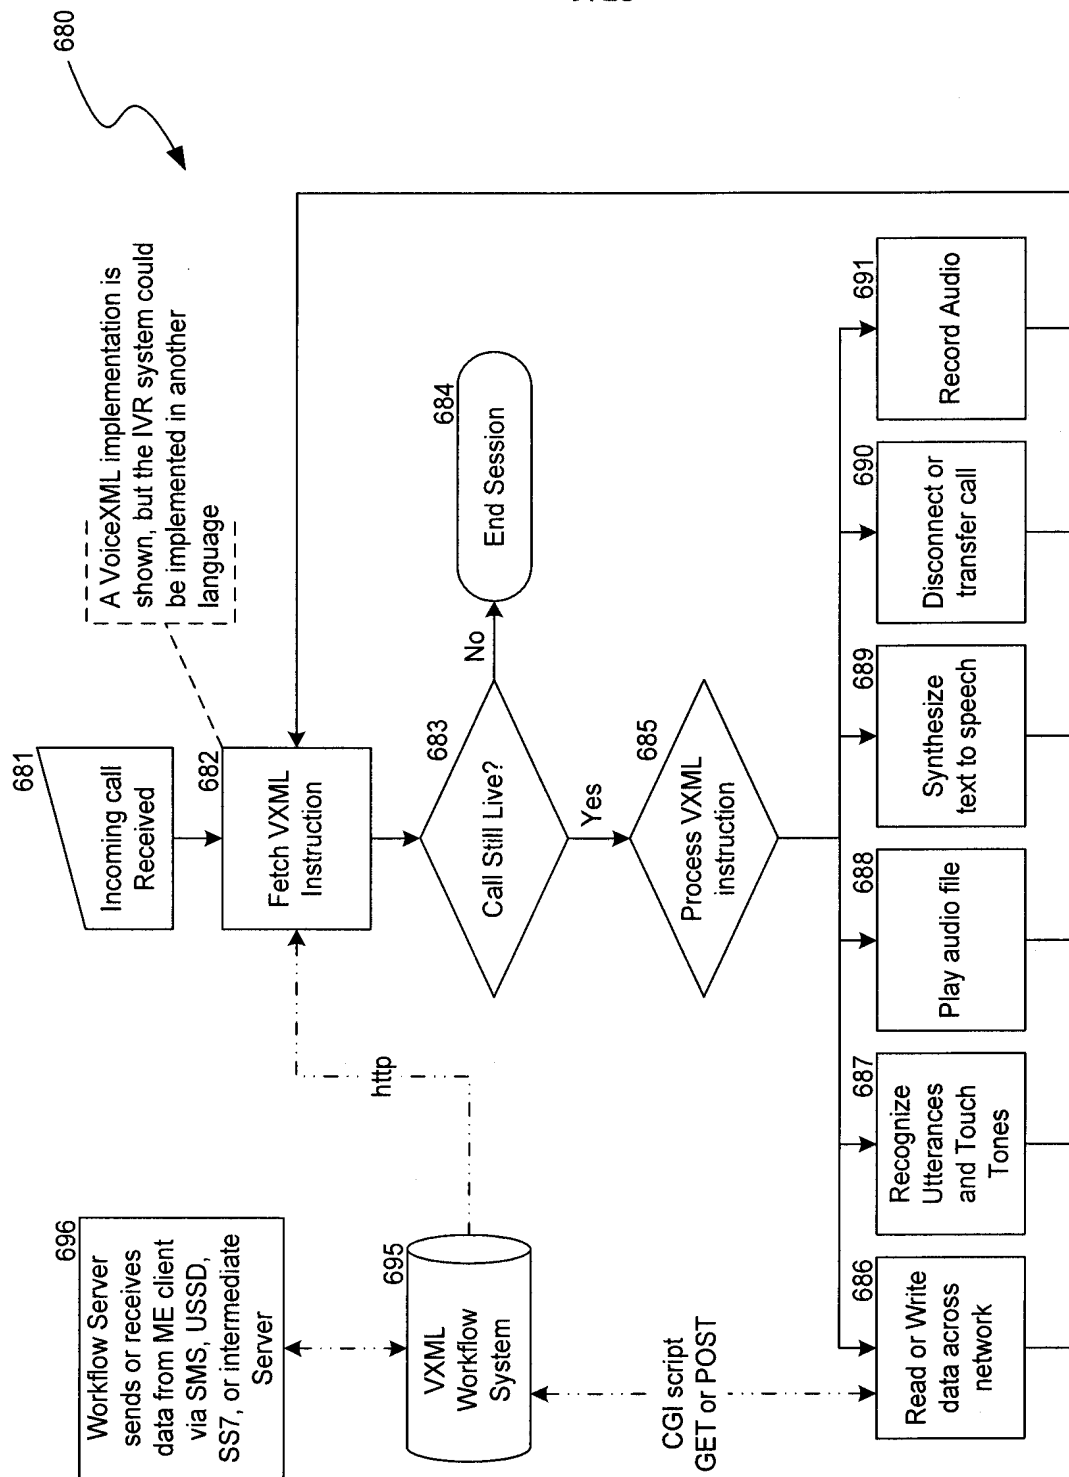 680
A VoiceXML implementation is
shown, but the IVR system could
be implemented in another
language
681
Incoming call
Received
682
Fetch VXML
Instruction
683
Call Still Live?
No
684
End Session
Yes
685
Process VXML
instruction
http
696
Workflow Server
sends or receives
data from ME client
via SMS, USSD,
SS7, or intermediate
Server
695
VXML
Workflow
System
CGI script
GET or POST
686
Read or Write
data across
network
687
Recognize
Utterances
and Touch
Tones
688
Play audio file
689
Synthesize
text to speech
690
Disconnect or
transfer call
691
Record Audio